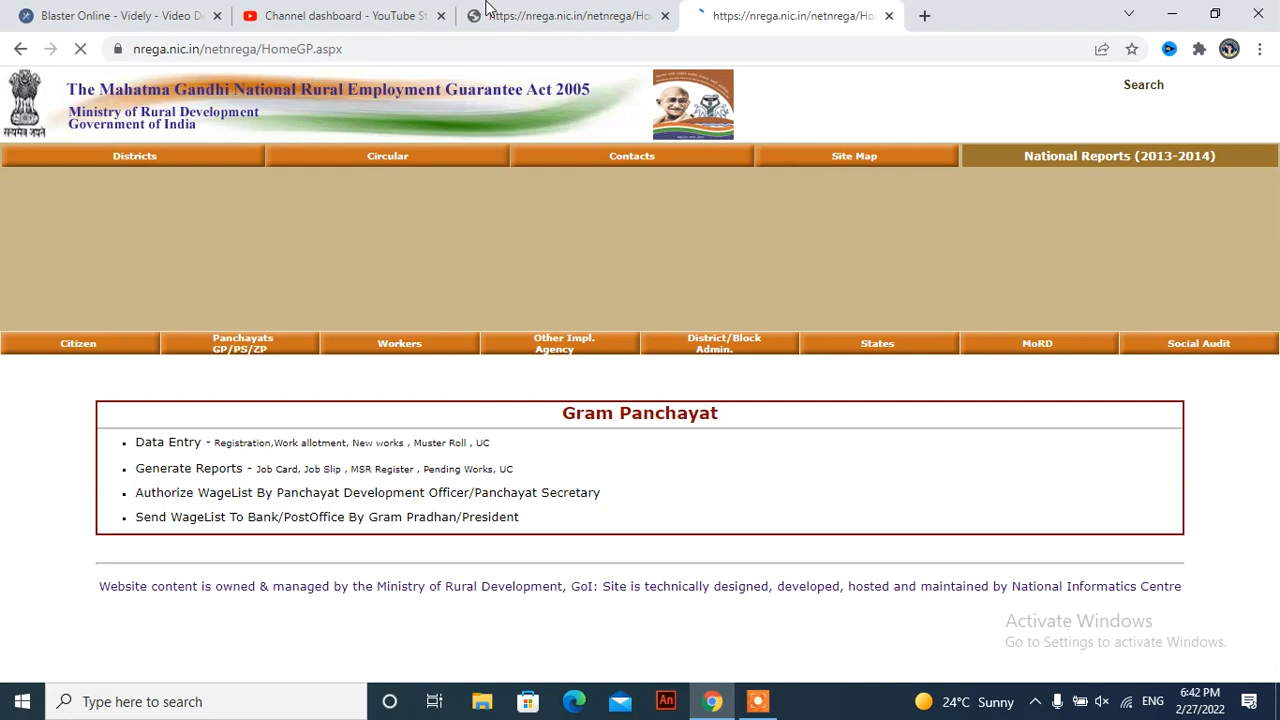 Blaster Online - Videly - Video De
Channel dashboard - YouTube St
https://nrega.nic.in/netnrega/Ho
https://nrega.nic.in/netnrega/Ho
nrega.nic.in/netnrega/HomeGP.aspx
The Mahatma Gandhi National Rural Employment Guarantee Act 2005
Ministry of Rural Development
Government of India
सत्यमेव जयते
Search
Districts
Circular
Contacts
Site Map
National Reports (2013-2014)
Citizen
Panchayats
GP/PS/ZP
Workers
Other Impl.
Agency
District/Block
Admin.
States
MoRD
Social Audit
Gram Panchayat
Data Entry - Registration,Work allotment, New works , Muster Roll , UC
Generate Reports - Job Card, Job Slip , MSR Register , Pending Works, UC
Authorize WageList By Panchayat Development Officer/Panchayat Secretary
Send WageList To Bank/PostOffice By Gram Pradhan/President
Website content is owned & managed by the Ministry of Rural Development, GoI: Site is technically designed, developed, hosted and maintained by National Informatics Centre
Activate Windows
Go to Settings to activate Windows.
Type here to search
An
24°C Sunny
ENG
6:42 PM
2/27/2022